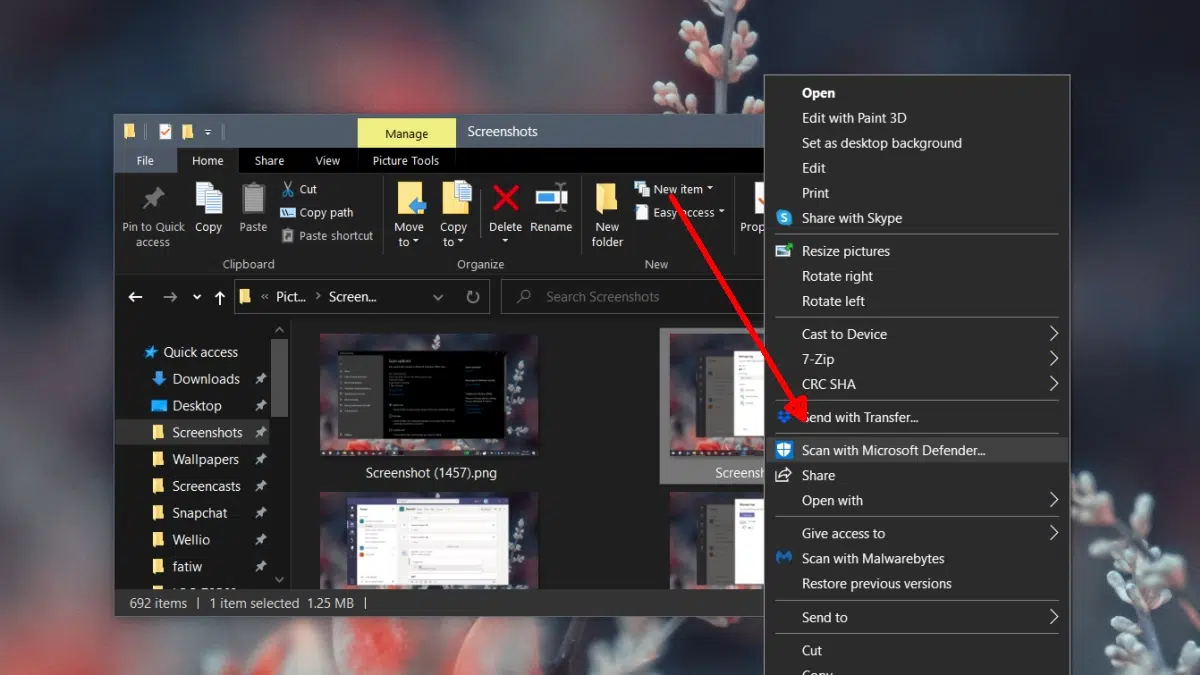 Manage
Screenshots
File
Home
Share
View
Picture Tools
Pin to Quick
access
Copy
Paste
Cut
Copy path
Paste shortcut
Clipboard
Move
to
Copy
to
Delete
Rename
Organize
New
folder
New item
Easy access
New
« Pict... > Screen...
Search Screenshots
Quick access
Downloads
Desktop
Screenshots
Wallpapers
Screencasts
Snapchat
Wellio
fatiw
Screenshot (1457).png
692 items | 1 item selected 1.25 MB |
Open
Edit with Paint 3D
Set as desktop background
Edit
Print
Share with Skype
Resize pictures
Rotate right
Rotate left
Cast to Device
7-Zip
CRC SHA
Send with Transfer...
Scan with Microsoft Defender...
Share
Open with
Give access to
Scan with Malwarebytes
Restore previous versions
Send to
Cut
Copy